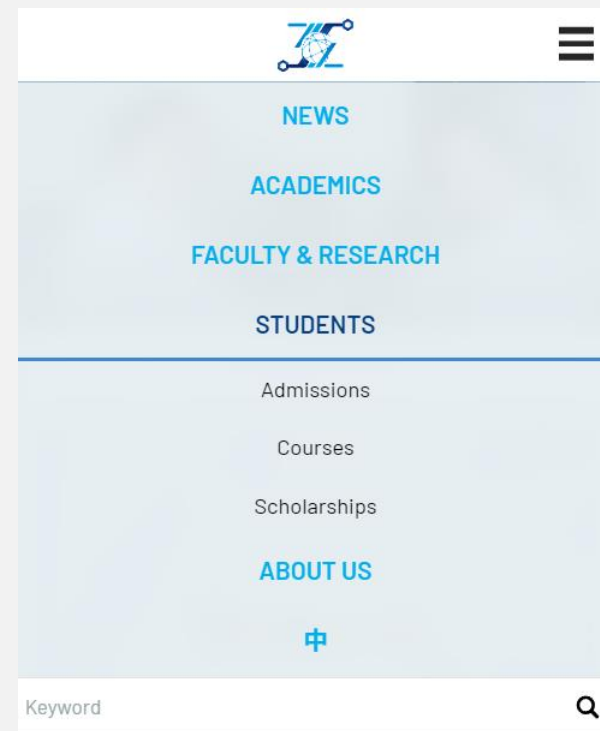 NEWS
ACADEMICS
FACULTY & RESEARCH
STUDENTS
Admissions
Courses
Scholarships
ABOUT US
中
Keyword